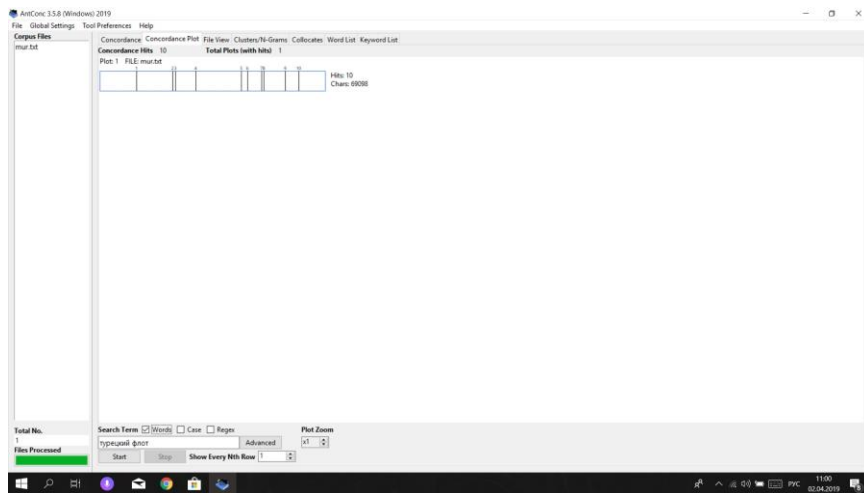 AntConc 3.5.8 (Windows) 2019
File Global Settings Tool Preferences Help
Corpus Files
mur.txt
Concordance Concordance Plot File View Clusters/N-Grams Collocates Word List Keyword List
Concordance Hits 10 Total Plots (with hits) 1
Plot: 1 FILE: mur.txt
Hits: 10
Chars: 69098
Total No.
1
Files Processed
Search Term Words Case Regex Plot Zoom
турецкий флот Advanced x1
Start Stop Show Every Nth Row 1
РУС 11:00
02.04.2019